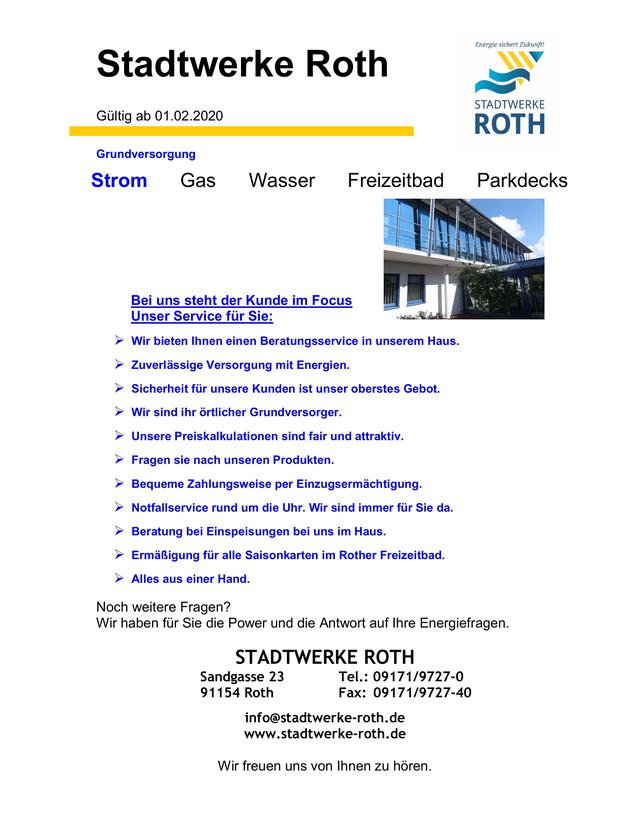 Stadtwerke Roth
Energie sichert Zukunft!
STADTWERKE
ROTH
Gültig ab 01.02.2020
Grundversorgung
Strom Gas Wasser Freizeitbad Parkdecks
Bei uns steht der Kunde im Focus
Unser Service für Sie:
➢ Wir bieten Ihnen einen Beratungsservice in unserem Haus.
➢ Zuverlässige Versorgung mit Energien.
➢ Sicherheit für unsere Kunden ist unser oberstes Gebot.
➢ Wir sind ihr örtlicher Grundversorger.
➢ Unsere Preiskalkulationen sind fair und attraktiv.
➢ Fragen sie nach unseren Produkten.
➢ Bequeme Zahlungsweise per Einzugsermächtigung.
➢ Notfallservice rund um die Uhr. Wir sind immer für Sie da.
➢ Beratung bei Einspeisungen bei uns im Haus.
➢ Ermäßigung für alle Saisonkarten im Rother Freizeitbad.
➢ Alles aus einer Hand.
Noch weitere Fragen?
Wir haben für Sie die Power und die Antwort auf Ihre Energiefragen.
STADTWERKE ROTH
Sandgasse 23 Tel.: 09171/9727-0
91154 Roth Fax: 09171/9727-40
info@stadtwerke-roth.de
www.stadtwerke-roth.de
Wir freuen uns von Ihnen zu hören.